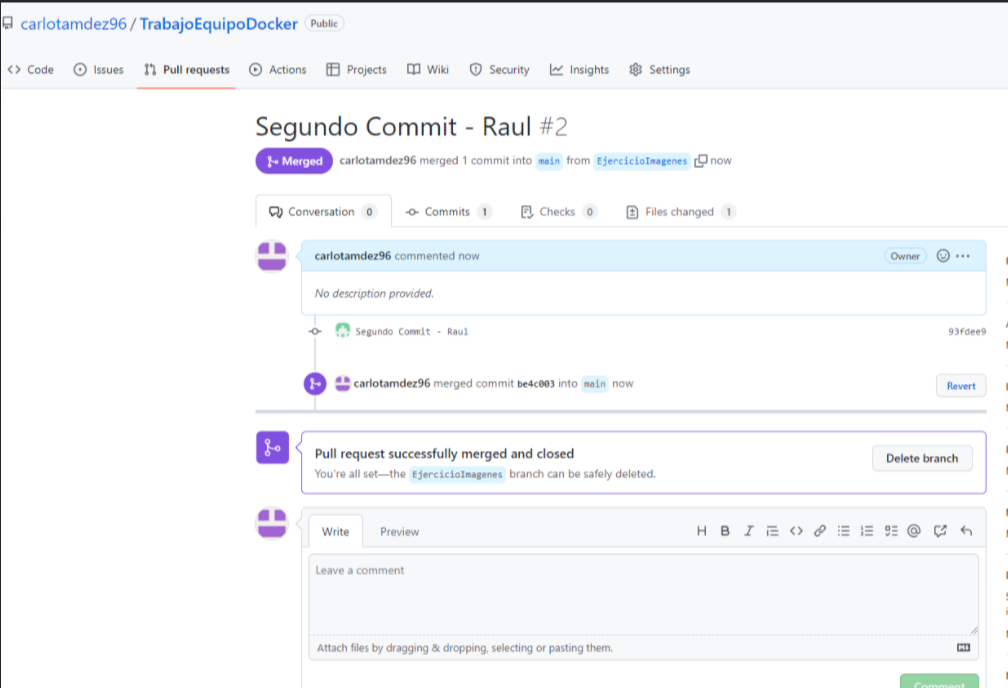 carlotamdez96 / TrabajoEquipoDocker Public
Code Issues Pull requests Actions Projects Wiki Security Insights Settings
Segundo Commit - Raul #2
Merged carlotamdez96 merged 1 commit into main from EjercicioImagenes now
Conversation 0 Commits 1 Checks 0 Files changed 1
carlotamdez96 commented now Owner ...
No description provided.
Segundo Commit - Raul 93fdee9
carlotamdez96 merged commit be4c003 into main now Revert
Pull request successfully merged and closed
You're all set—the EjercicioImagenes branch can be safely deleted. Delete branch
Write Preview H B I @
Leave a comment
Attach files by dragging & dropping, selecting or pasting them.
Comment